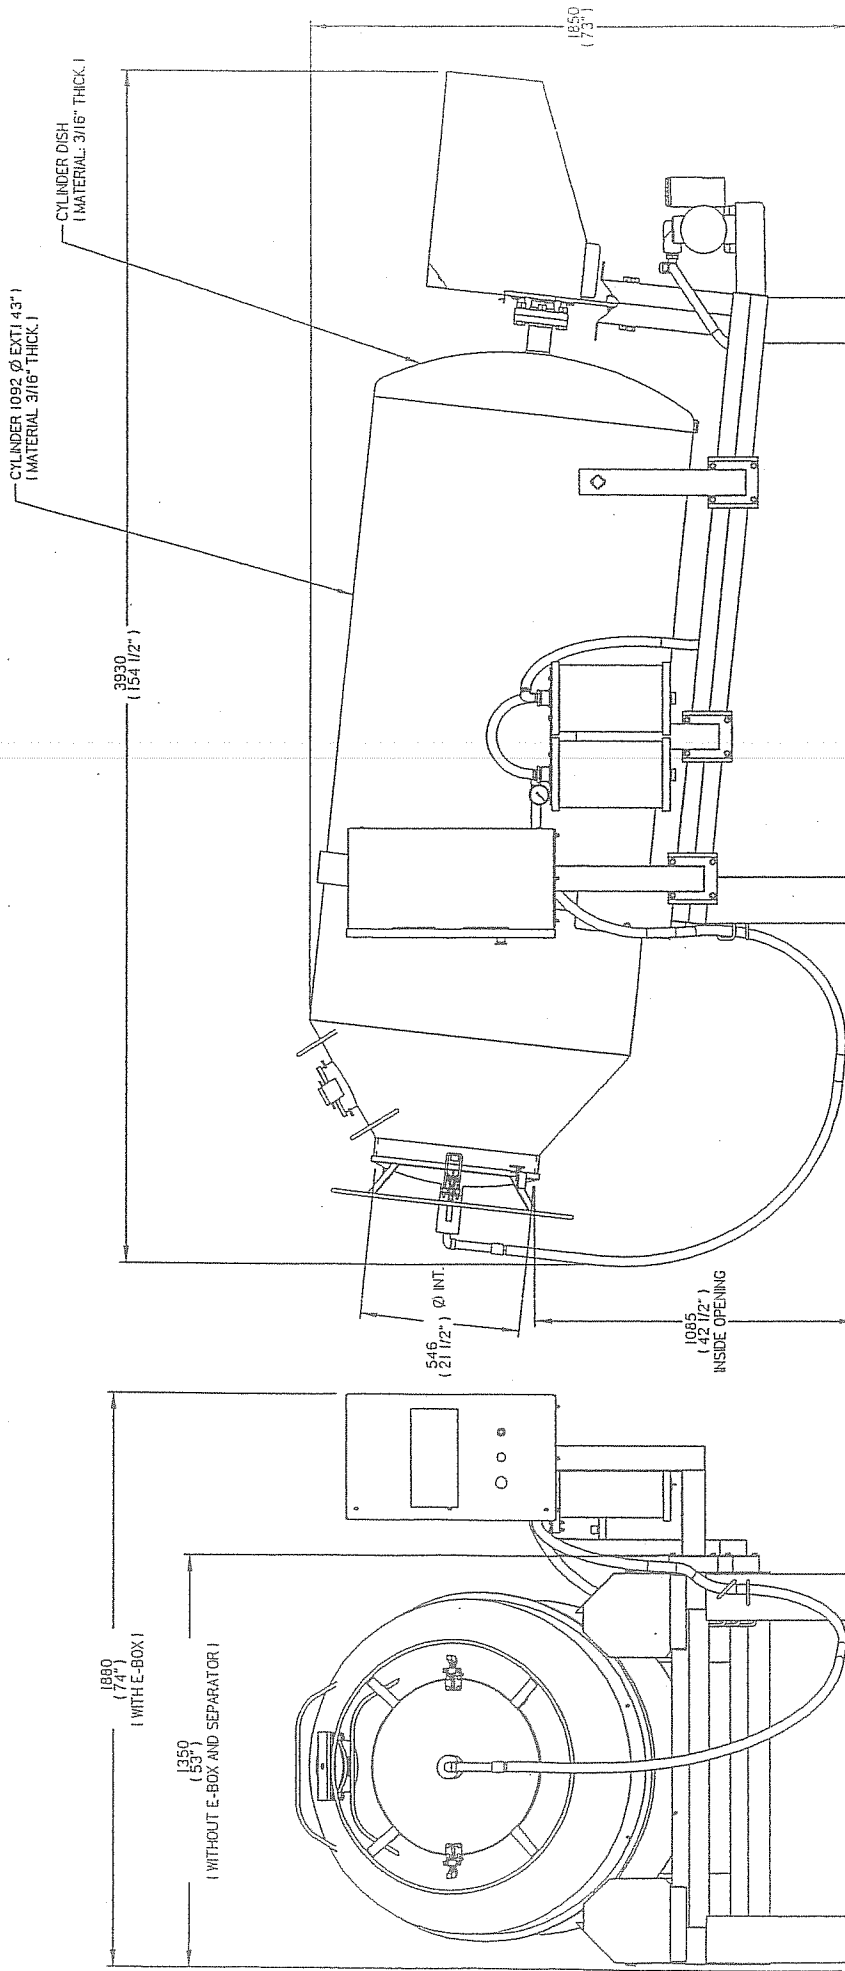 1850
(73")
CYLINDER DISH
( MATERIAL: 3/16" THICK. )
CYLINDER 1092 Ø EXT.( 43" )
( MATERIAL 3/16" THICK. )
3930
( 154 1/2" )
546
( 21 1/2" ) Ø INT.
1085
( 42 1/2" )
INSIDE OPENING
1880
( 74" )
( WITH E-BOX )
1350
( 53" )
( WITHOUT E-BOX AND SEPARATOR )